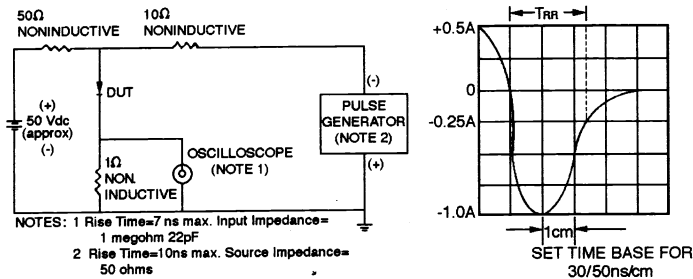 50Ω
NONINDUCTIVE
10Ω
NONINDUCTIVE
(+)
50 Vdc
(approx)
(-)
DUT
1Ω
NON.
INDUCTIVE
OSCILLOSCOPE
(NOTE 1)
(-)
PULSE
GENERATOR
(NOTE 2)
(+)
NOTES: 1 Rise Time=7 ns max. Input Impedance=
1 megohm 22pF
2 Rise Time=10ns max. Source Impedance=
50 ohms
TRR
+0.5A
0
-0.25A
-1.0A
1cm
SET TIME BASE FOR
30/50ns/cm